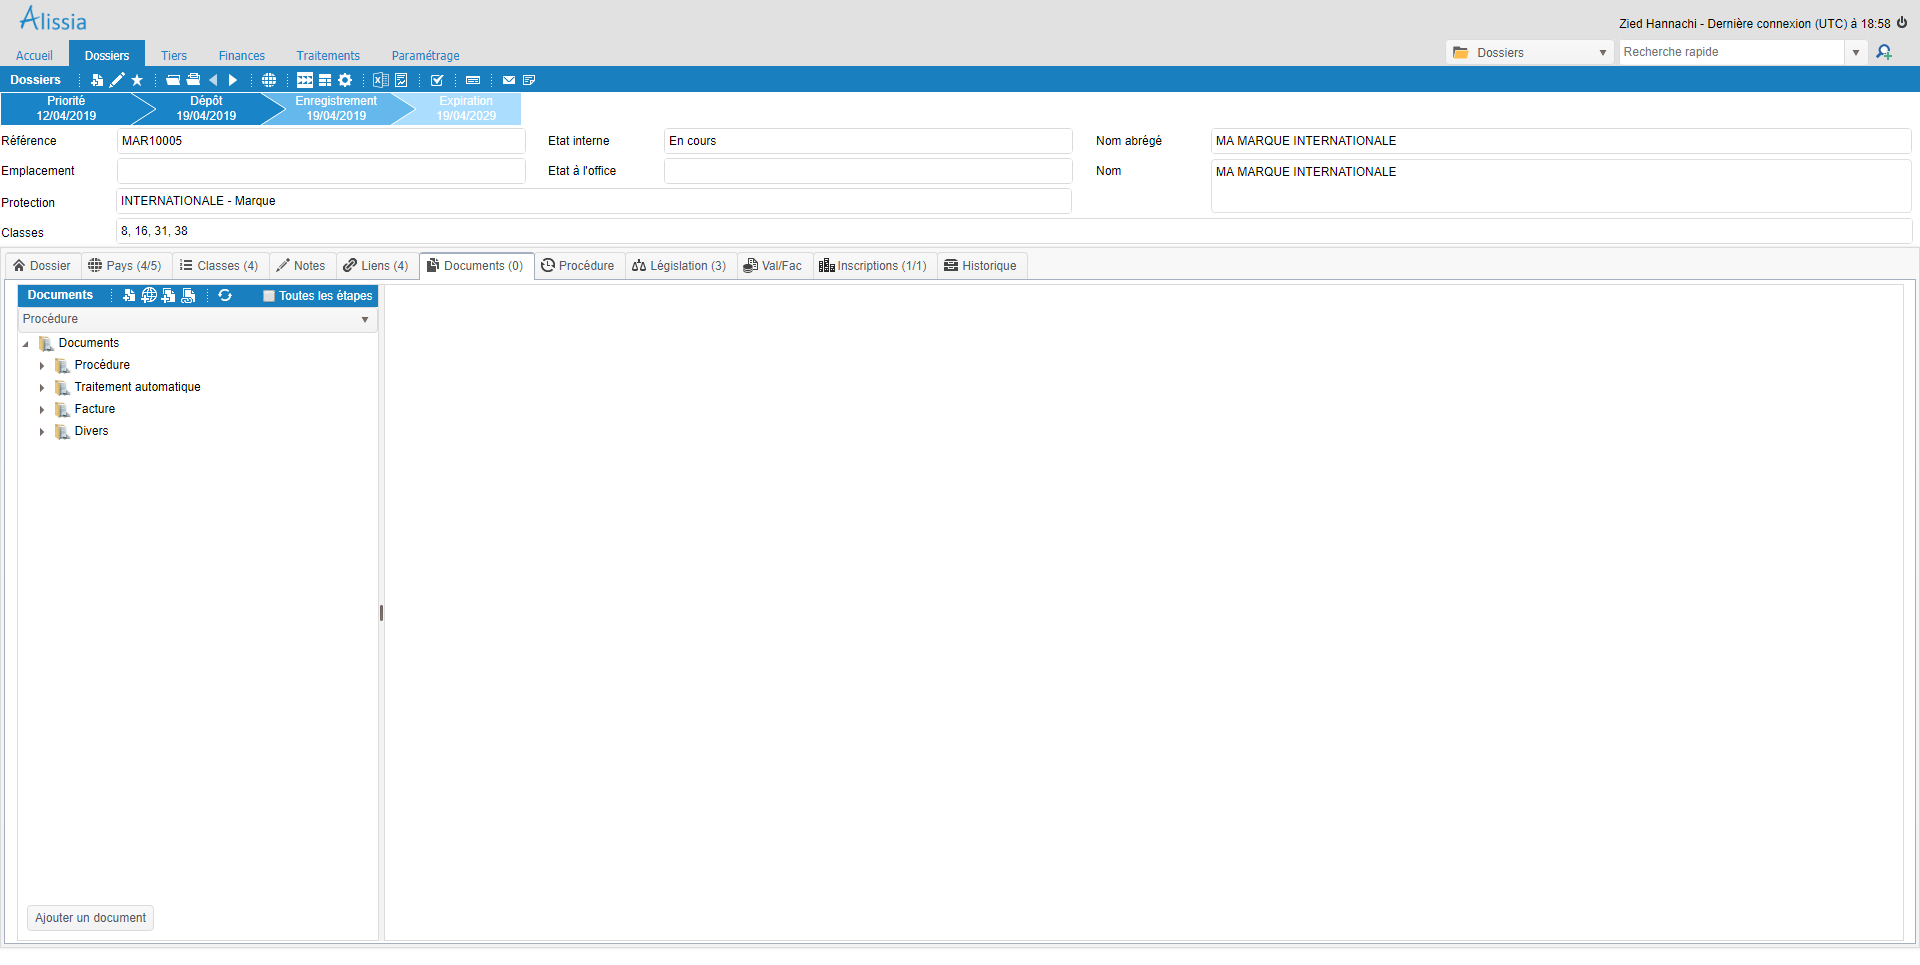 Alissia
Zied Hannachi - Dernière connexion (UTC) à 18:58
Accueil Dossiers Tiers Finances Traitements Paramétrage
Dossiers Recherche rapide
Dossiers
Priorité Dépôt Enregistrement Expiration
12/04/2019 19/04/2019 19/04/2019 19/04/2029
Référence MAR10005 Etat interne En cours Nom abrégé MA MARQUE INTERNATIONALE
Emplacement Etat à l'office Nom MA MARQUE INTERNATIONALE
Protection INTERNATIONALE - Marque
Classes 8, 16, 31, 38
Dossier Pays (4/5) Classes (4) Notes Liens (4) Documents (0) Procédure Législation (3) Val/Fac Inscriptions (1/1) Historique
Documents Toutes les étapes
Procédure
Documents
Procédure
Traitement automatique
Facture
Divers
Ajouter un document